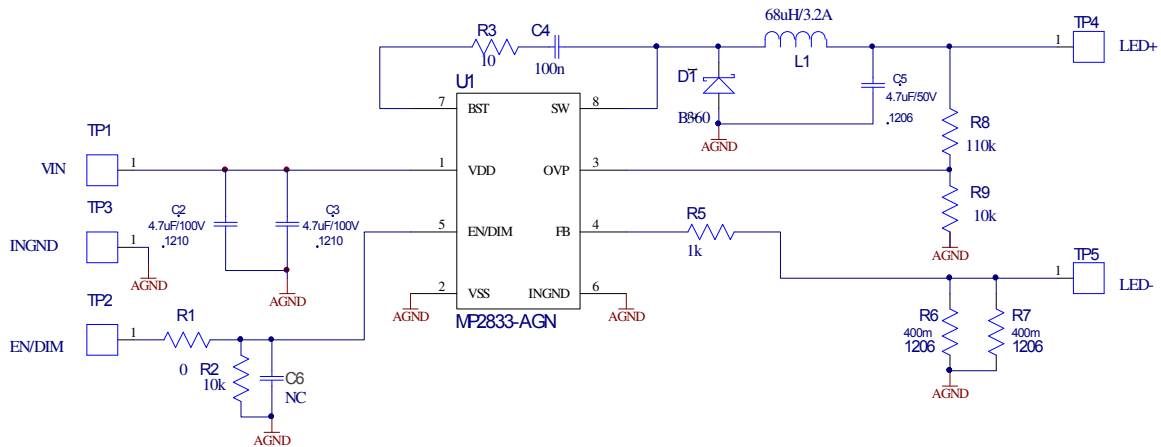 68uH/3.2A
L1
R3
10
C4
100n
TP4
1
LED+
U1
7
BST
SW
8
D1
B360
AGND
C5
4.7uF/50V
.1206
R8
110k
TP1
VIN
1
1
VDD
OVP
3
R9
10k
AGND
C2
4.7uF/100V
.1210
C3
4.7uF/100V
.1210
AGND
TP3
INGND
1
AGND
5
EN/DIM
FB
4
R5
1k
TP5
1
LED-
2
VSS
INGND
6
AGND
AGND
MP2833-AGN
TP2
EN/DIM
1
R1
0
R2
10k
C6
NC
AGND
R6
400m
1206
R7
400m
1206
AGND